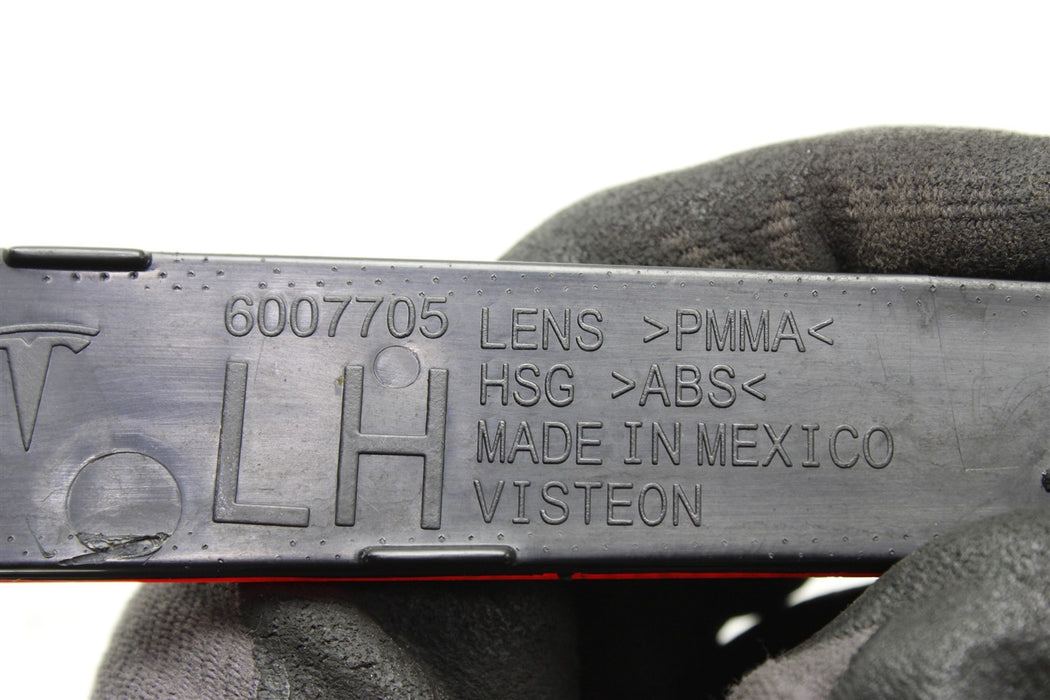 6007705
LH
LENS >PMMA<
HSG >ABS<
MADE IN MEXICO
VISTEON